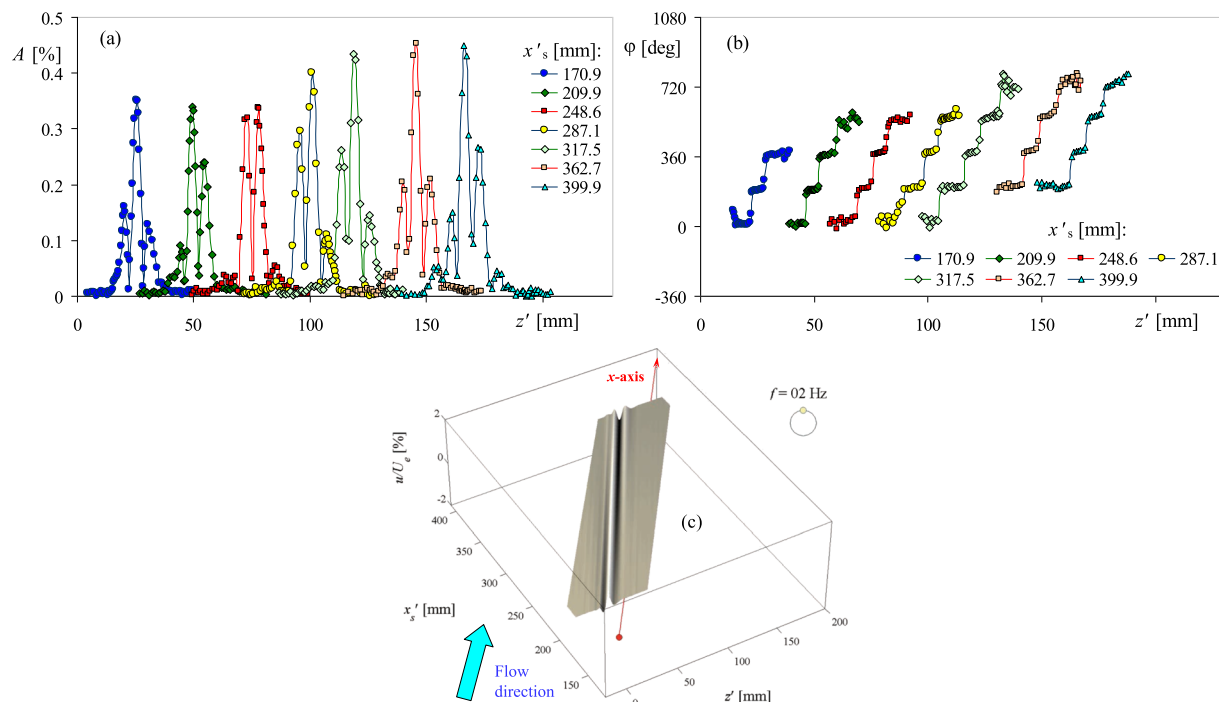 (a)
A [%]
0.5
0.4
0.3
0.2
0.1
0
0
50
100
150
z′ [mm]
x′s [mm]:
170.9
209.9
248.6
287.1
317.5
362.7
399.9
(b)
φ [deg]
1080
720
360
0
-360
0
50
100
150
z′ [mm]
x′s [mm]:
170.9 209.9 248.6 287.1
317.5 362.7 399.9
x-axis
f = 02 Hz
(c)
u/Ue [%]
2
0
-2
400
350
300
250
200
150
xs′ [mm]
0
50
100
150
200
z′ [mm]
Flow
direction